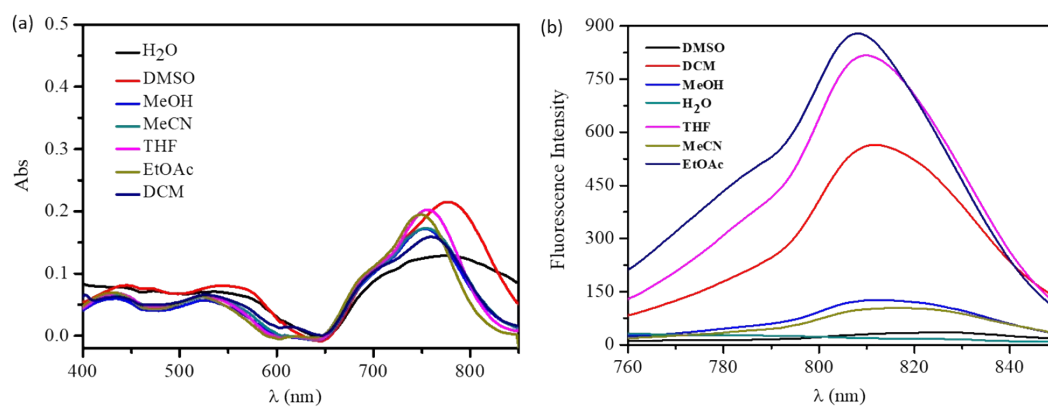 (a)
0.5
0.4
0.3
0.2
0.1
0.0
Abs
H2O
DMSO
MeOH
MeCN
THF
EtOAc
DCM
400 500 600 700 800
λ (nm)
(b)
900
750
600
450
300
150
0
Fluorescence Intensity
DMSO
DCM
MeOH
H2O
THF
MeCN
EtOAc
760 780 800 820 840
λ (nm)